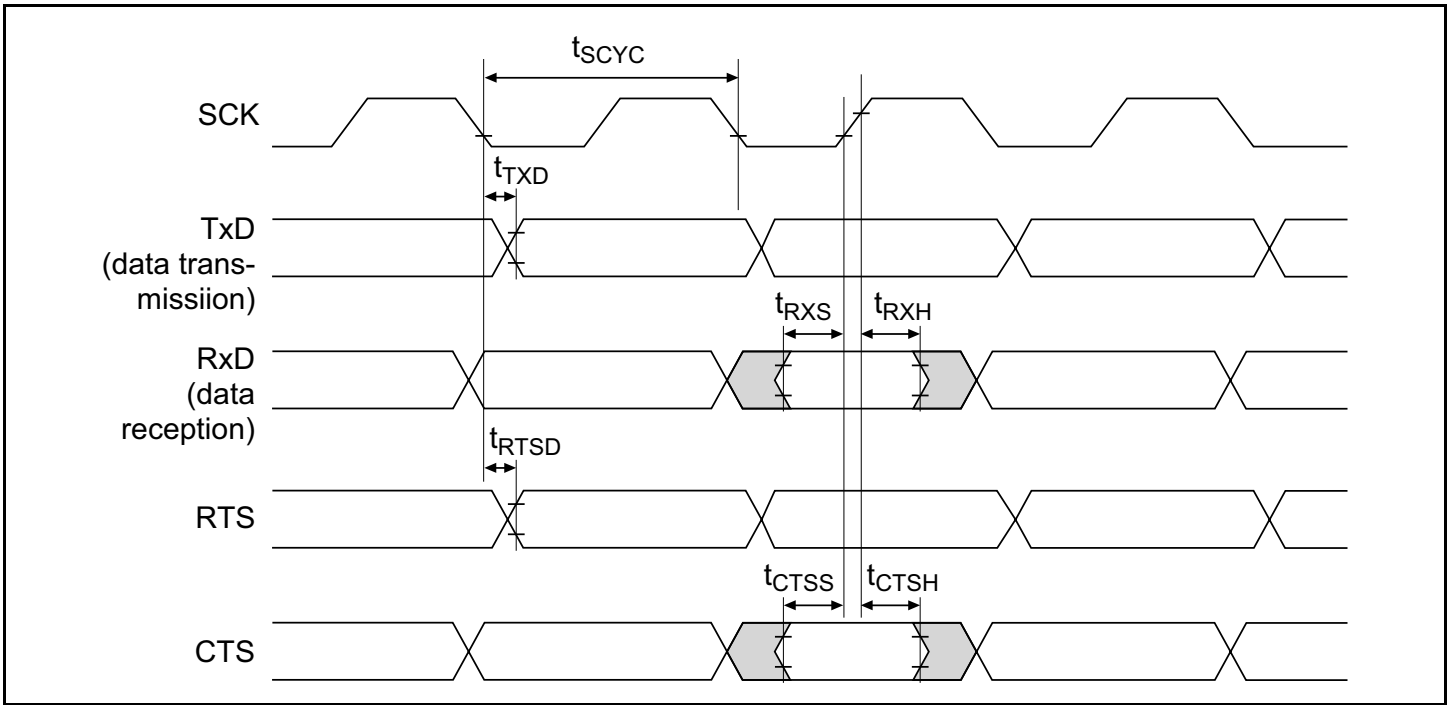 tSCYC
SCK
tTXD
TxD
(data trans-
missiion)
tRXS
tRXH
RxD
(data
reception)
tRTSD
RTS
tCTSS
tCTSH
CTS